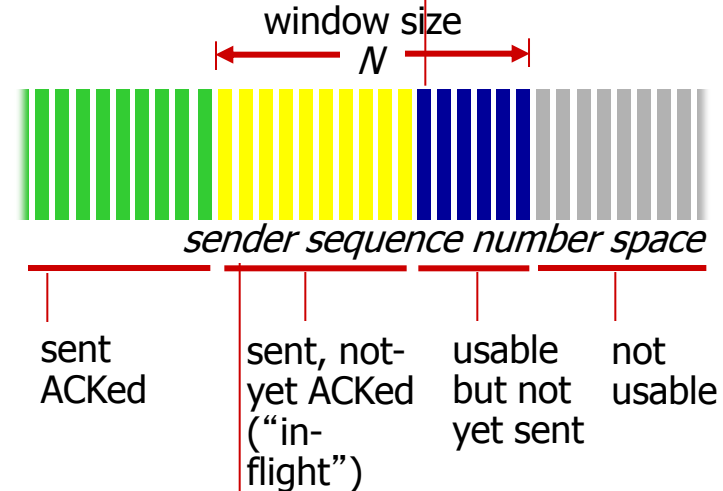 window size
N
sender sequence number space
sent
ACKed
sent, not-
yet ACKed
(“in-
flight”)
usable
but not
yet sent
not
usable